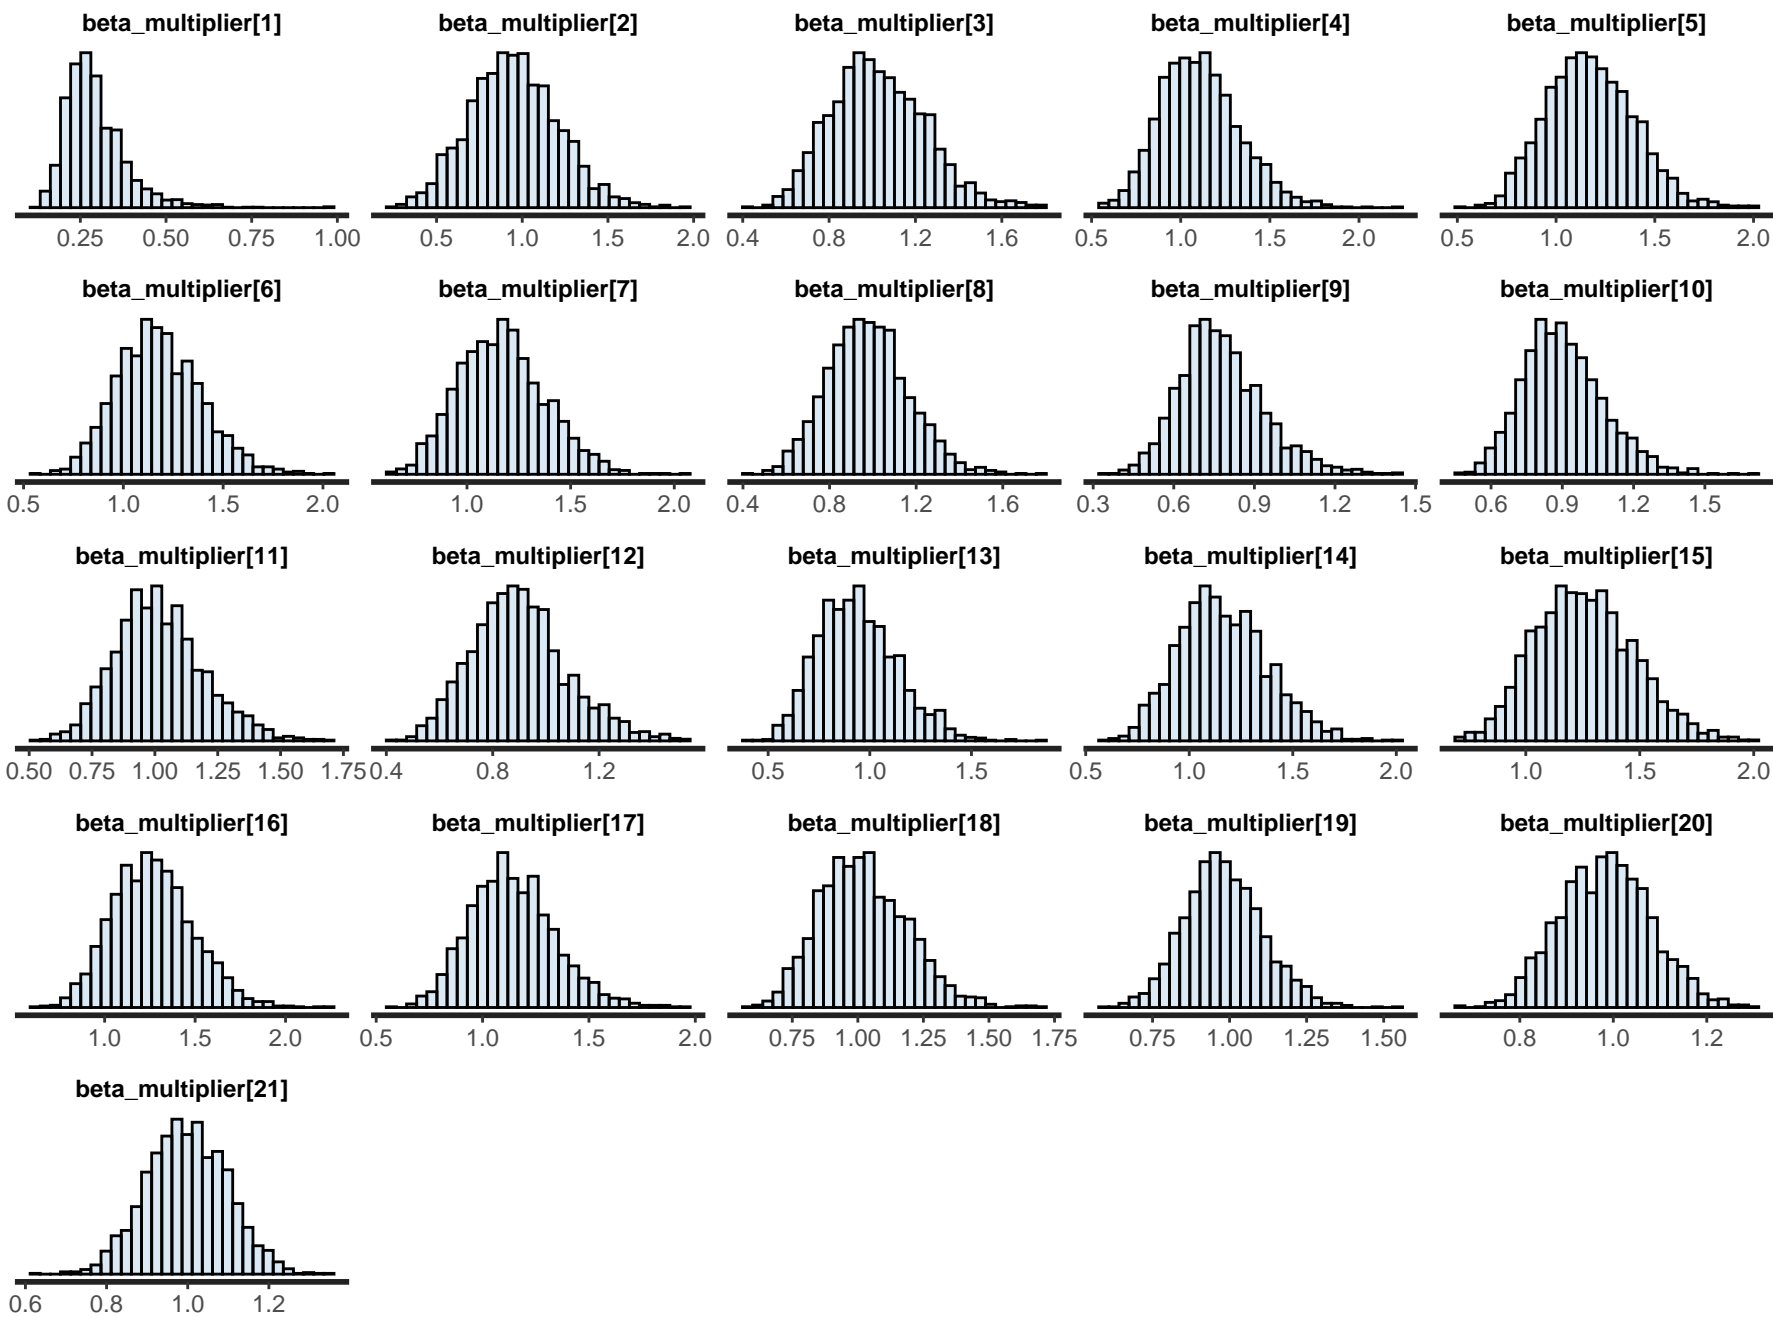 beta_multiplier[1] beta_multiplier[2] beta_multiplier[3] beta_multiplier[4] beta_multiplier[5]
0.25 0.50 0.75 1.00 0.5 1.0 1.5 2.0 0.4 0.8 1.2 1.6 0.5 1.0 1.5 2.0 0.5 1.0 1.5 2.0
beta_multiplier[6] beta_multiplier[7] beta_multiplier[8] beta_multiplier[9] beta_multiplier[10]
0.5 1.0 1.5 2.0 1.0 1.5 2.0 0.4 0.8 1.2 1.6 0.3 0.6 0.9 1.2 1.5 0.6 0.9 1.2 1.5
beta_multiplier[11] beta_multiplier[12] beta_multiplier[13] beta_multiplier[14] beta_multiplier[15]
0.50 0.75 1.00 1.25 1.50 1.75 0.4 0.8 1.2 0.5 1.0 1.5 0.5 1.0 1.5 2.0 1.0 1.5 2.0
beta_multiplier[16] beta_multiplier[17] beta_multiplier[18] beta_multiplier[19] beta_multiplier[20]
1.0 1.5 2.0 0.5 1.0 1.5 2.0 0.75 1.00 1.25 1.50 1.75 0.75 1.00 1.25 1.50 0.8 1.0 1.2
beta_multiplier[21]
0.6 0.8 1.0 1.2